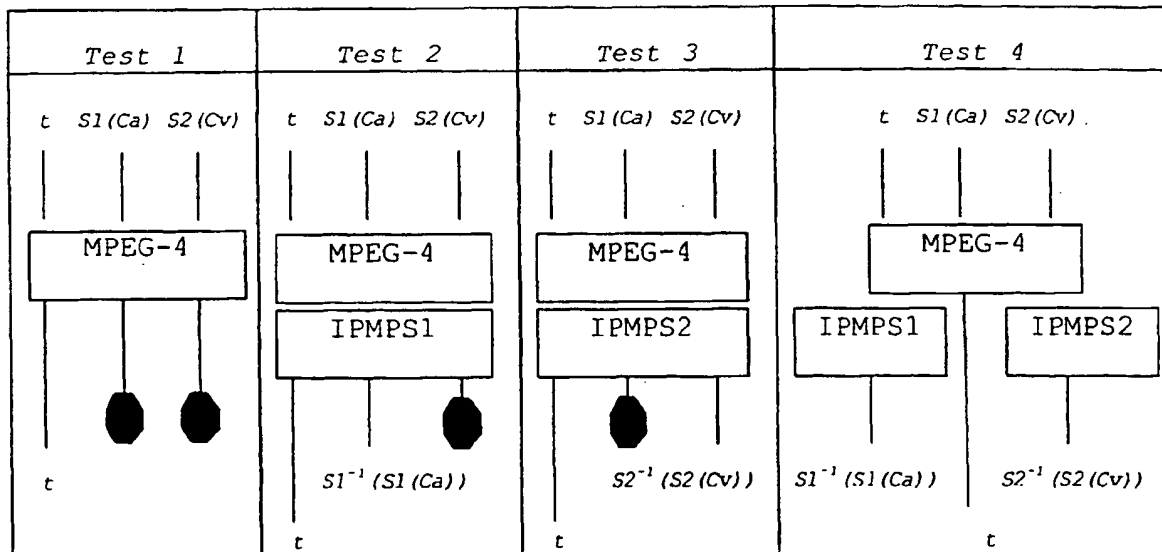 Test 1 Test 2 Test 3 Test 4
t S1(Ca) S2(Cv) t S1(Ca) S2(Cv) t S1(Ca) S2(Cv) t S1(Ca) S2(Cv)
MPEG-4 MPEG-4 MPEG-4 MPEG-4
IPMPS1 IPMPS2 IPMPS1 IPMPS2
t S1⁻¹(S1(Ca)) S2⁻¹(S2(Cv)) S1⁻¹(S1(Ca)) S2⁻¹(S2(Cv))
t t t